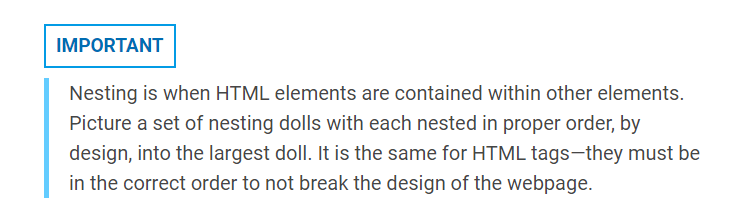 IMPORTANT
Nesting is when HTML elements are contained within other elements.
Picture a set of nesting dolls with each nested in proper order, by
design, into the largest doll. It is the same for HTML tags—they must be
in the correct order to not break the design of the webpage.